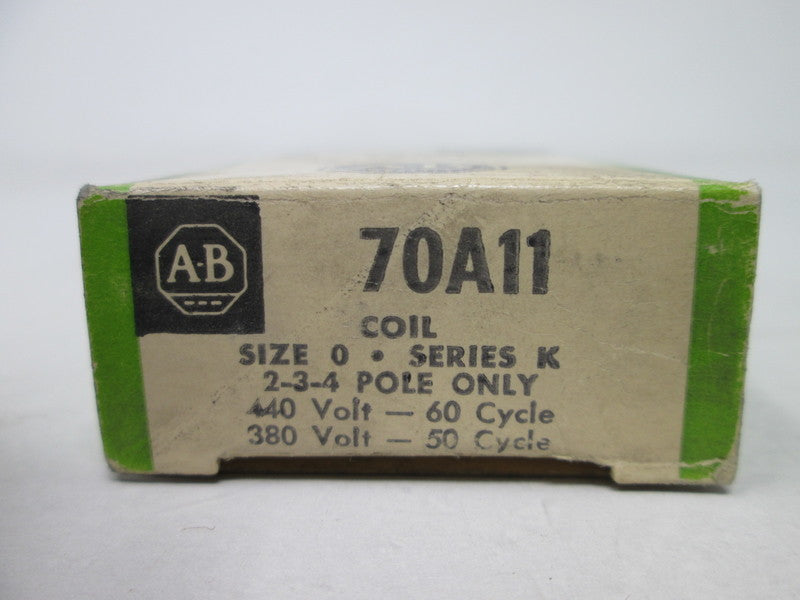 A-B
70A11
COIL
SIZE 0 • SERIES K
2-3-4 POLE ONLY
440 Volt — 60 Cycle
380 Volt — 50 Cycle